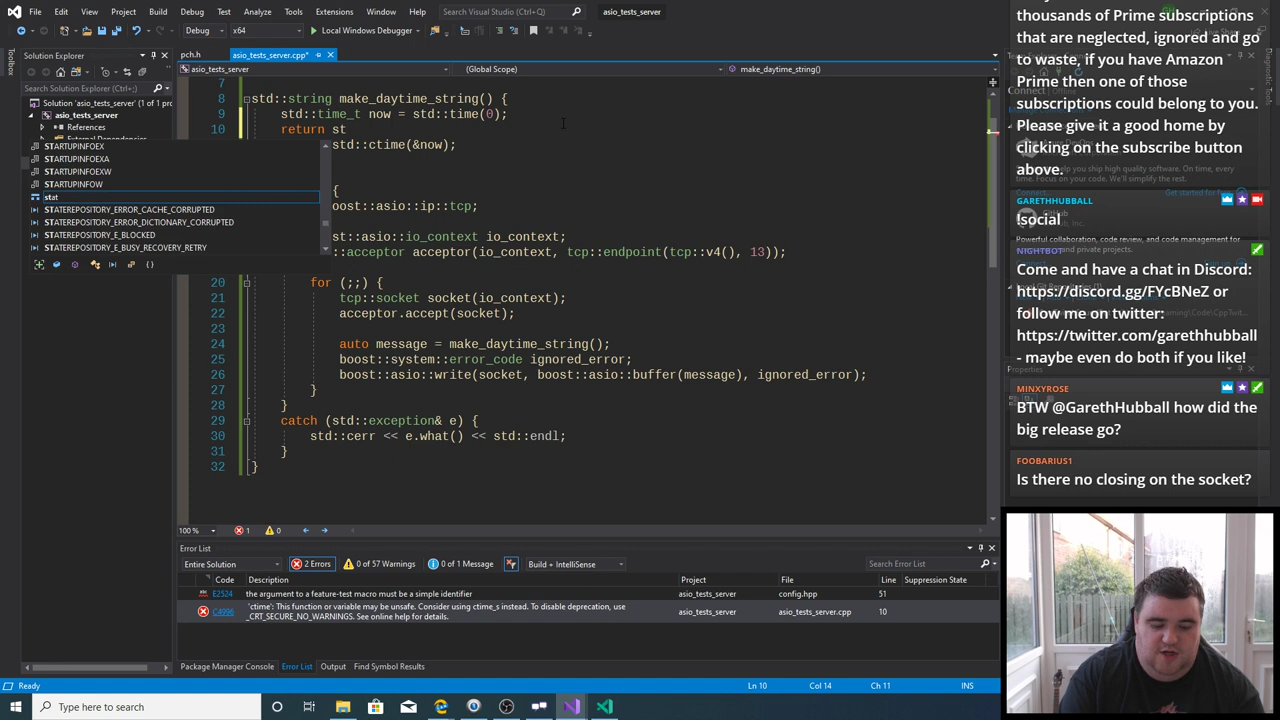 File Edit View Project Build Debug Test Analyze Tools Extensions Window Help Search Visual Studio (Ctrl+Q) asio_tests_server
Debug x64 Local Windows Debugger
Toolbox
Solution Explorer
Search Solution Explorer (Ctrl+;)
Solution 'asio_tests_server' (1 of 1 proj
asio_tests_server
References
External Dependencies
pch.h asio_tests_server.cpp*
asio_tests_server (Global Scope) make_daytime_string()
7
8 std::string make_daytime_string() {
9 std::time_t now = std::time(0);
10 return st
std::ctime(&now);
{
oost::asio::ip::tcp;
st::asio::io_context io_context;
::acceptor acceptor(io_context, tcp::endpoint(tcp::v4(), 13));
20 for (;;) {
21 tcp::socket socket(io_context);
22 acceptor.accept(socket);
23
24 auto message = make_daytime_string();
25 boost::system::error_code ignored_error;
26 boost::asio::write(socket, boost::asio::buffer(message), ignored_error);
27 }
28 }
29 catch (std::exception& e) {
30 std::cerr << e.what() << std::endl;
31 }
32 }
STARTUPINFOEX
STARTUPINFOEXA
STARTUPINFOEXW
STARTUPINFOW
stat
STATEREPOSITORY_ERROR_CACHE_CORRUPTED
STATEREPOSITORY_ERROR_DICTIONARY_CORRUPTED
STATEREPOSITORY_E_BLOCKED
STATEREPOSITORY_E_BUSY_RECOVERY_RETRY
100 % 1 0
Error List
Entire Solution 2 Errors 0 of 57 Warnings 0 of 1 Message Build + IntelliSense Search Error List
Code Description Project File Line Suppression State
E2524 the argument to a feature-test macro must be a simple identifier asio_tests_server config.hpp 51
C4996 'ctime': This function or variable may be unsafe. Consider using ctime_s instead. To disable deprecation, use _CRT_SECURE_NO_WARNINGS. See online help for details. asio_tests_server asio_tests_server.cpp 10
Package Manager Console Error List Output Find Symbol Results
Ready Ln 10 Col 14 Ch 11 INS
Type here to search
Diagnostic Tools
thousands of Prime subscriptions
that are neglected, ignored and go
to waste, if you have Amazon
Prime then one of those
subscriptions could belong to you.
Please give it a good home by
clicking on the subscribe button
above.
GARETHHUBBALL
!social
NIGHTBOT
Come and have a chat in Discord:
https://discord.gg/FYcBNeZ or
follow me on twitter:
https://twitter.com/garethhubball
- maybe even do both if you like!
Properties
MINXYROSE
BTW @GarethHubball how did the
big release go?
FOOBARIUS1
Is there no closing on the socket?